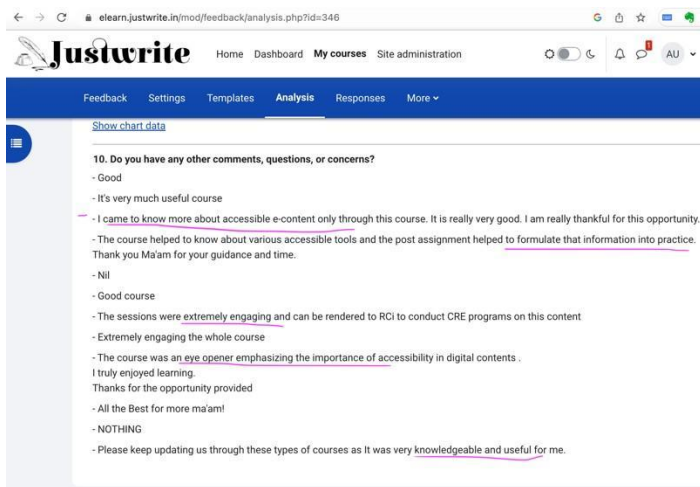 elearn.justwrite.in/mod/feedback/analysis.php?id=346
Justwrite
Home Dashboard My courses Site administration
1
AU
Feedback Settings Templates Analysis Responses More
Show chart data
10. Do you have any other comments, questions, or concerns?
- Good
- It's very much useful course
- I came to know more about accessible e-content only through this course. It is really very good. I am really thankful for this opportunity.
- The course helped to know about various accessible tools and the post assignment helped to formulate that information into practice.
Thank you Ma'am for your guidance and time.
- Nil
- Good course
- The sessions were extremely engaging and can be rendered to RCi to conduct CRE programs on this content
- Extremely engaging the whole course
- The course was an eye opener emphasizing the importance of accessibility in digital contents .
I truly enjoyed learning.
Thanks for the opportunity provided
- All the Best for more ma'am!
- NOTHING
- Please keep updating us through these types of courses as It was very knowledgeable and useful for me.